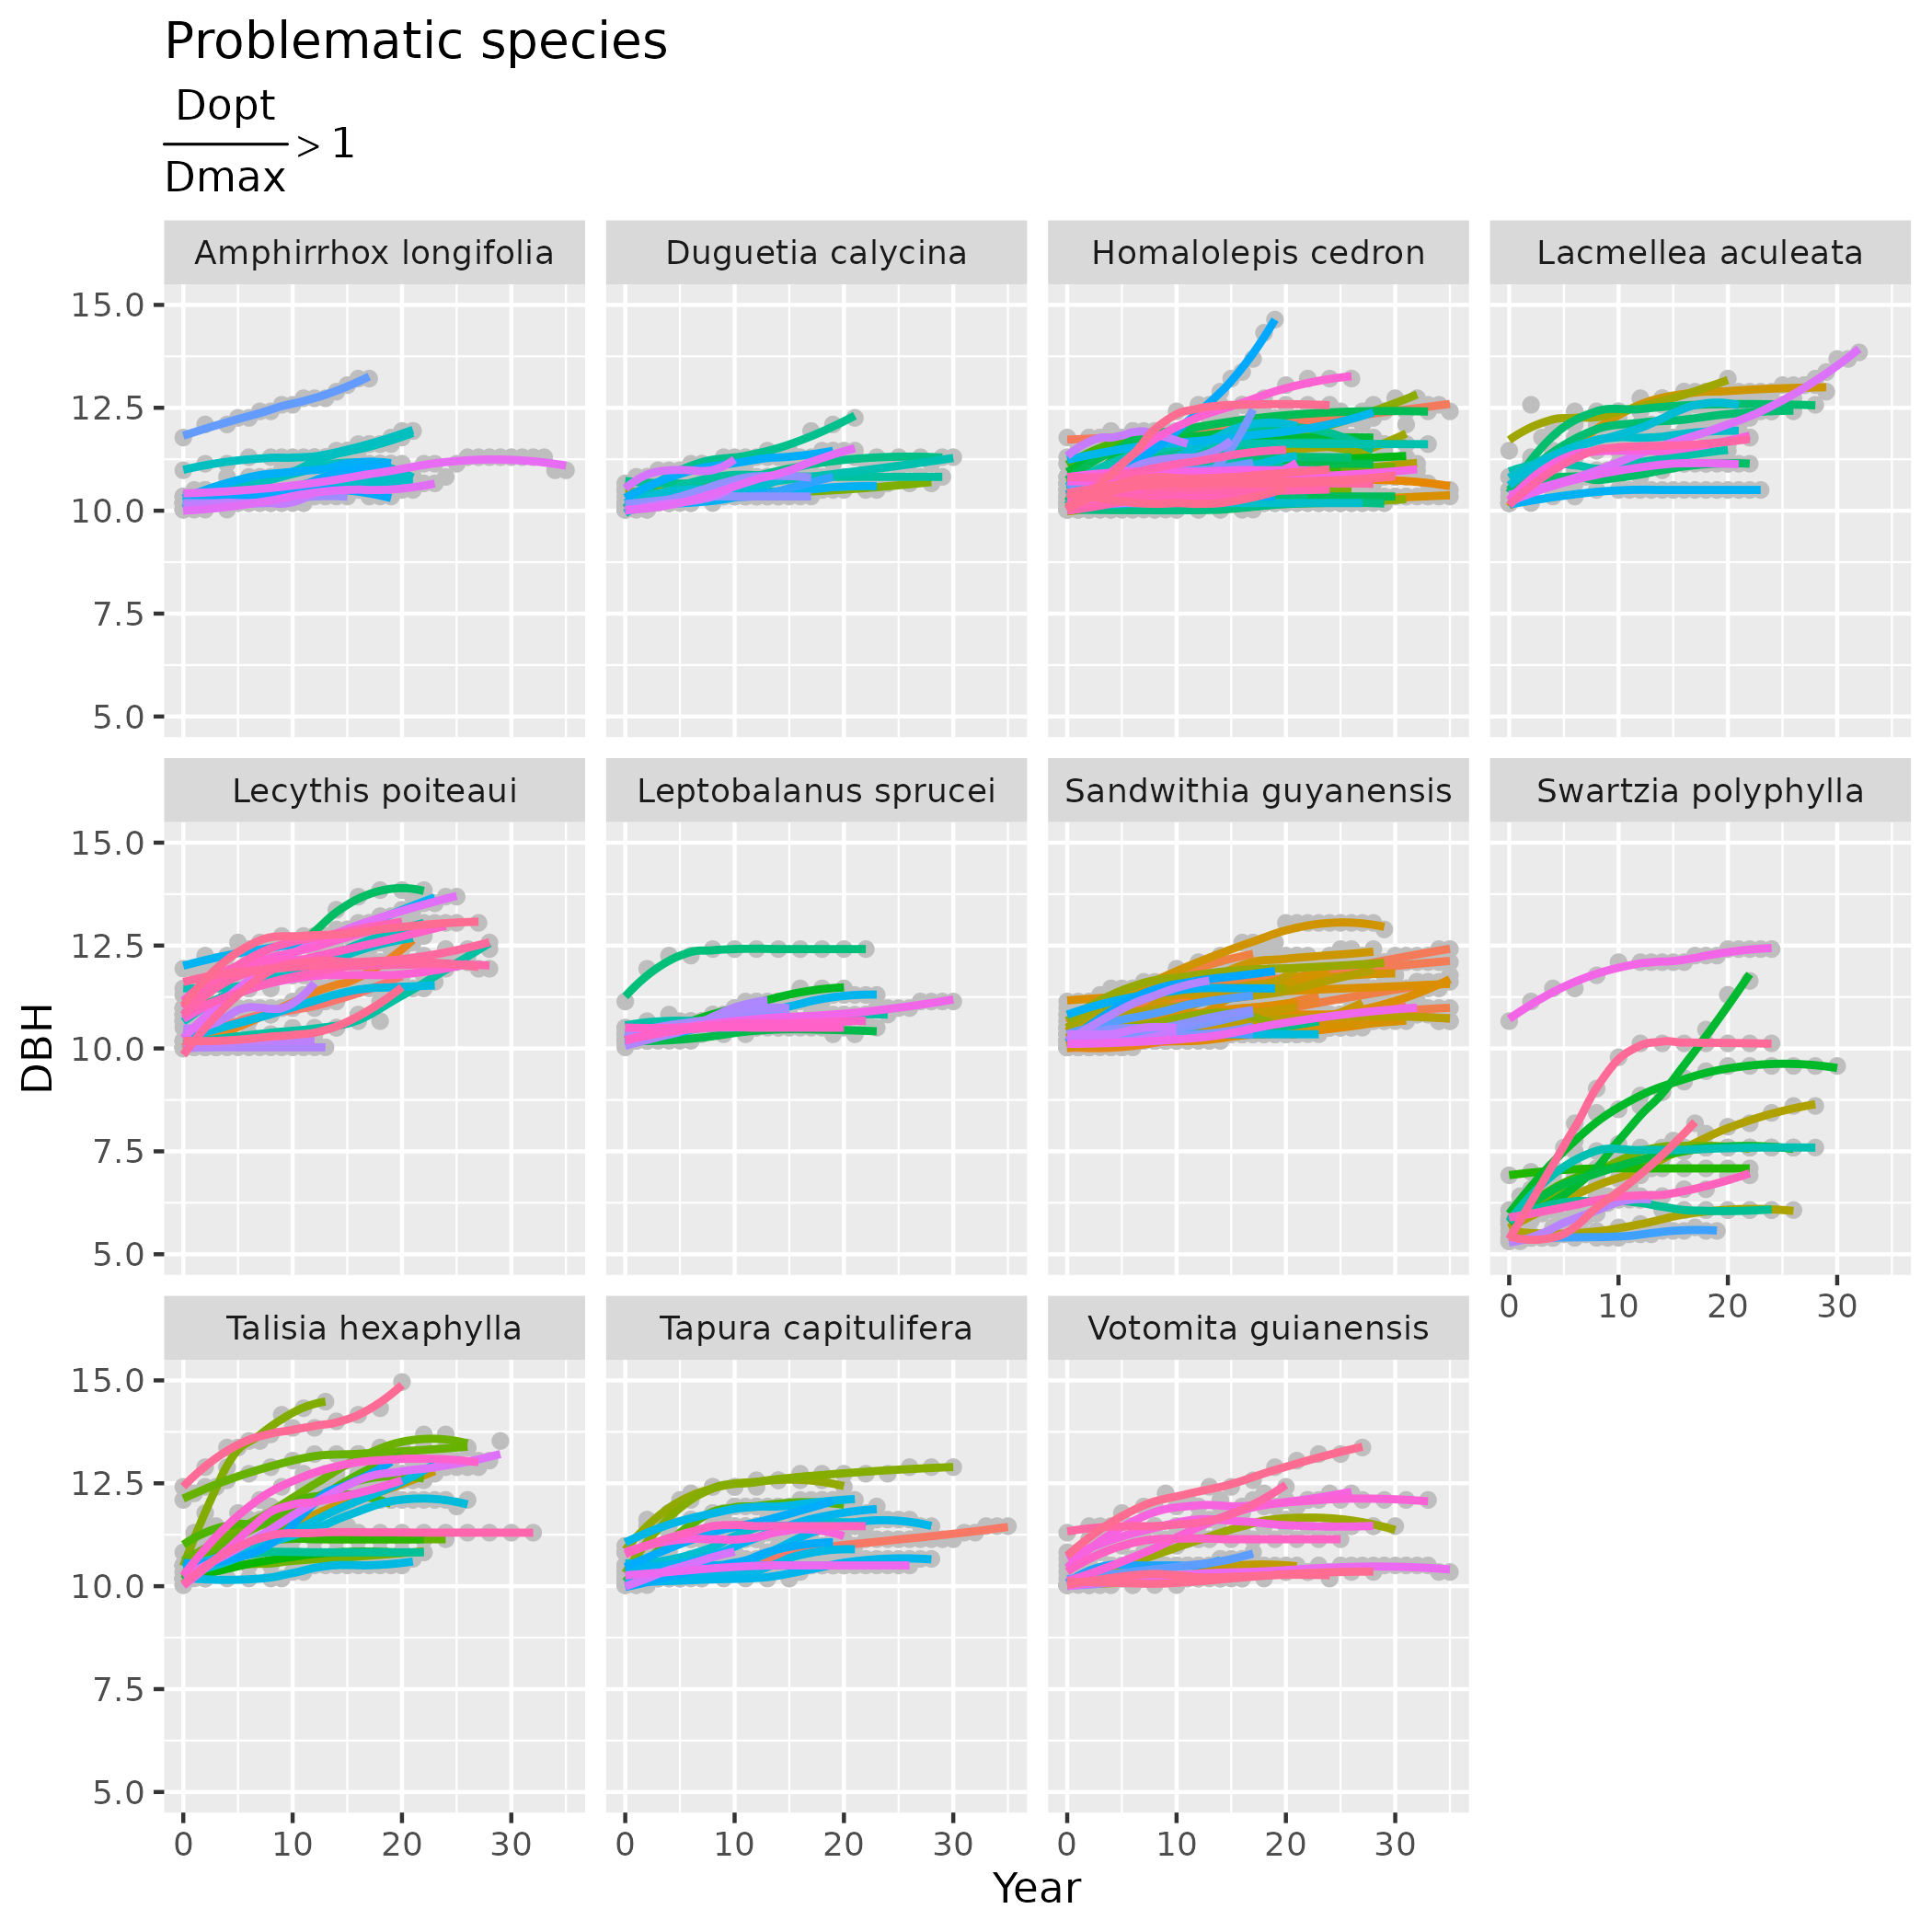 Problematic species
Dopt
Dmax
> 1
Amphirrhox longifolia
Duguetia calycina
Homalolepis cedron
Lacmellea aculeata
15.0
12.5
10.0
7.5
5.0
Lecythis poiteaui
Leptobalanus sprucei
Sandwithia guyanensis
Swartzia polyphylla
15.0
12.5
10.0
7.5
5.0
0 10 20 30
Talisia hexaphylla
Tapura capitulifera
Votomita guianensis
15.0
12.5
10.0
7.5
5.0
0 10 20 30
0 10 20 30
0 10 20 30
DBH
Year